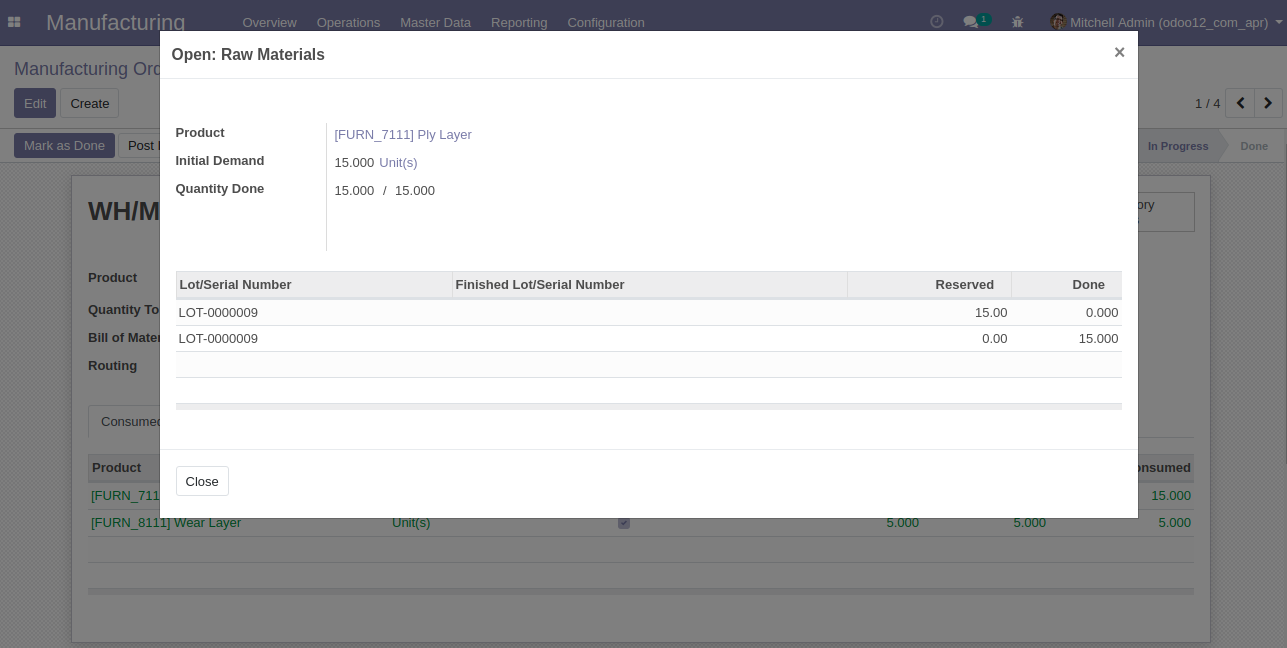 Manufacturing Overview Operations Master Data Reporting Configuration 1 Mitchell Admin (odoo12_com_apr)
Open: Raw Materials ×
Manufacturing Ord
Edit Create 1 / 4
Product [FURN_7111] Ply Layer
Mark as Done Post In Progress Done
Initial Demand 15.000 Unit(s)
Quantity Done 15.000 / 15.000
WH/M ory
Product
Lot/Serial Number Finished Lot/Serial Number Reserved Done
Quantity To
LOT-0000009 15.00 0.000
Bill of Mater
LOT-0000009 0.00 15.000
Routing
Consumed
Product onsumed
Close
[FURN_711 15.000
[FURN_8111] Wear Layer Unit(s) 5.000 5.000 5.000